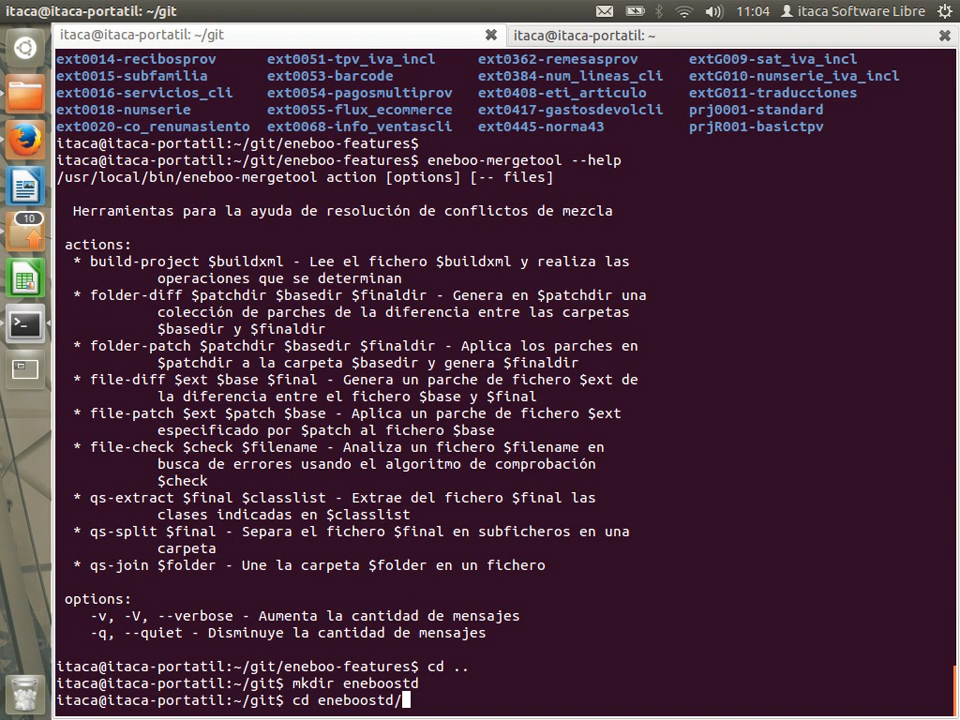 itaca@itaca-portatil: ~/git
11:04 itaca Software Libre
itaca@itaca-portatil: ~/git
itaca@itaca-portatil: ~
ext0014-recibosprov ext0051-tpv_iva_incl ext0362-remesasprov extG009-sat_iva_incl
ext0015-subfamilia ext0053-barcode ext0384-num_lineas_cli extG010-numserie_iva_incl
ext0016-servicios_cli ext0054-pagosmultiprov ext0408-eti_articulo extG011-traducciones
ext0018-numserie ext0055-flux_ecommerce ext0417-gastosdevolcli prj0001-standard
ext0020-co_renumasiento ext0068-info_ventascli ext0445-norma43 prjR001-basictpv
itaca@itaca-portatil:~/git/eneboo-features$
itaca@itaca-portatil:~/git/eneboo-features$ eneboo-mergetool --help
/usr/local/bin/eneboo-mergetool action [options] [-- files]
Herramientas para la ayuda de resolución de conflictos de mezcla
actions:
* build-project $buildxml - Lee el fichero $buildxml y realiza las
operaciones que se determinan
* folder-diff $patchdir $basedir $finaldir - Genera en $patchdir una
colección de parches de la diferencia entre las carpetas
$basedir y $finaldir
* folder-patch $patchdir $basedir $finaldir - Aplica los parches en
$patchdir a la carpeta $basedir y genera $finaldir
* file-diff $ext $base $final - Genera un parche de fichero $ext de
la diferencia entre el fichero $base y $final
* file-patch $ext $patch $base - Aplica un parche de fichero $ext
especificado por $patch al fichero $base
* file-check $check $filename - Analiza un fichero $filename en
busca de errores usando el algoritmo de comprobación
$check
* qs-extract $final $classlist - Extrae del fichero $final las
clases indicadas en $classlist
* qs-split $final - Separa el fichero $final en subficheros en una
carpeta
* qs-join $folder - Une la carpeta $folder en un fichero
options:
-v, -V, --verbose - Aumenta la cantidad de mensajes
-q, --quiet - Disminuye la cantidad de mensajes
itaca@itaca-portatil:~/git/eneboo-features$ cd ..
itaca@itaca-portatil:~/git$ mkdir eneboostd
itaca@itaca-portatil:~/git$ cd eneboostd/
10